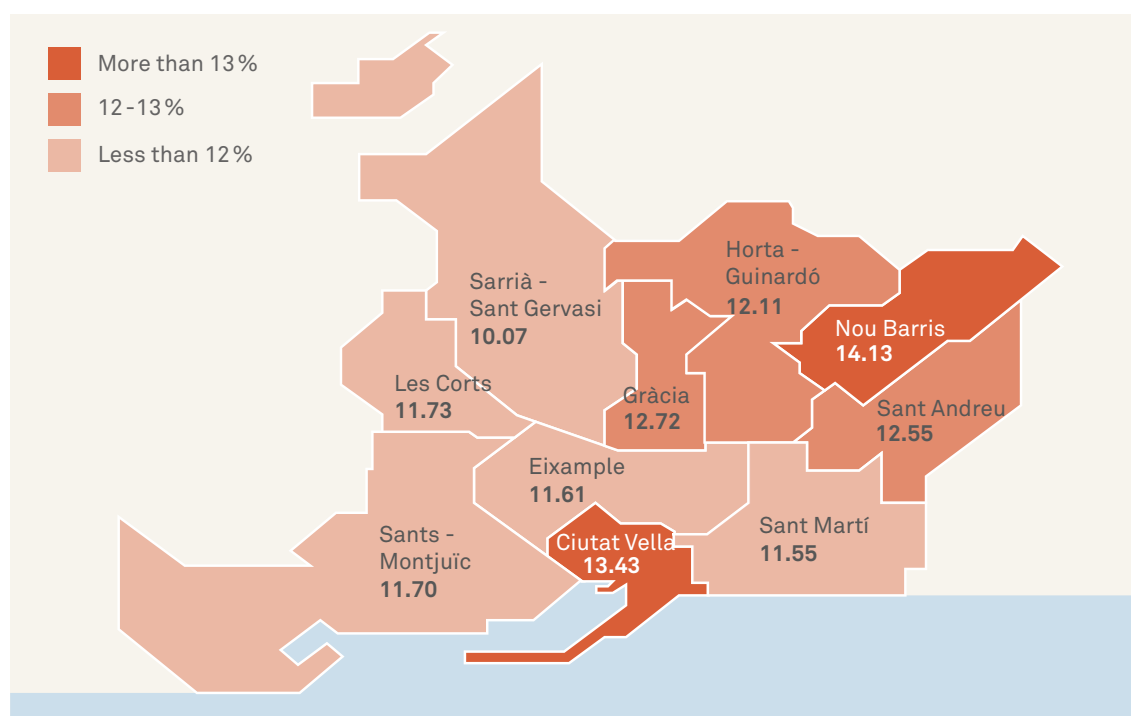 More than 13 %
12 - 13 %
Less than 12 %
Horta -
Guinardó
12.11
Sarrià -
Sant Gervasi
10.07
Nou Barris
14.13
Les Corts
11.73
Gràcia
12.72
Sant Andreu
12.55
Eixample
11.61
Sants -
Montjuïc
11.70
Ciutat Vella
13.43
Sant Martí
11.55